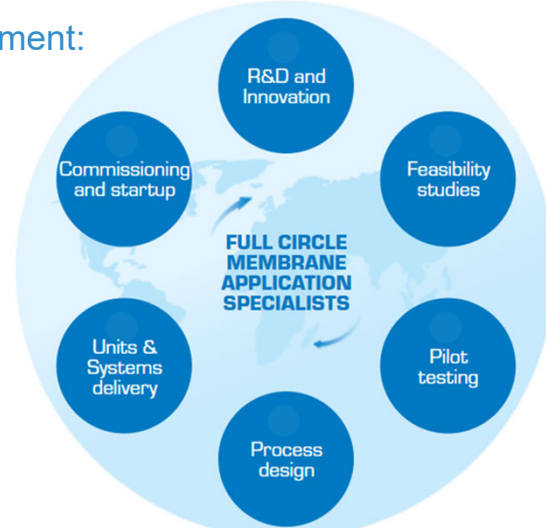 R&D and
Innovation
Commissioning
and startup
Feasibility
studies
FULL CIRCLE
MEMBRANE
APPLICATION
SPECIALISTS
Units &
Systems
delivery
Pilot
testing
Process
design